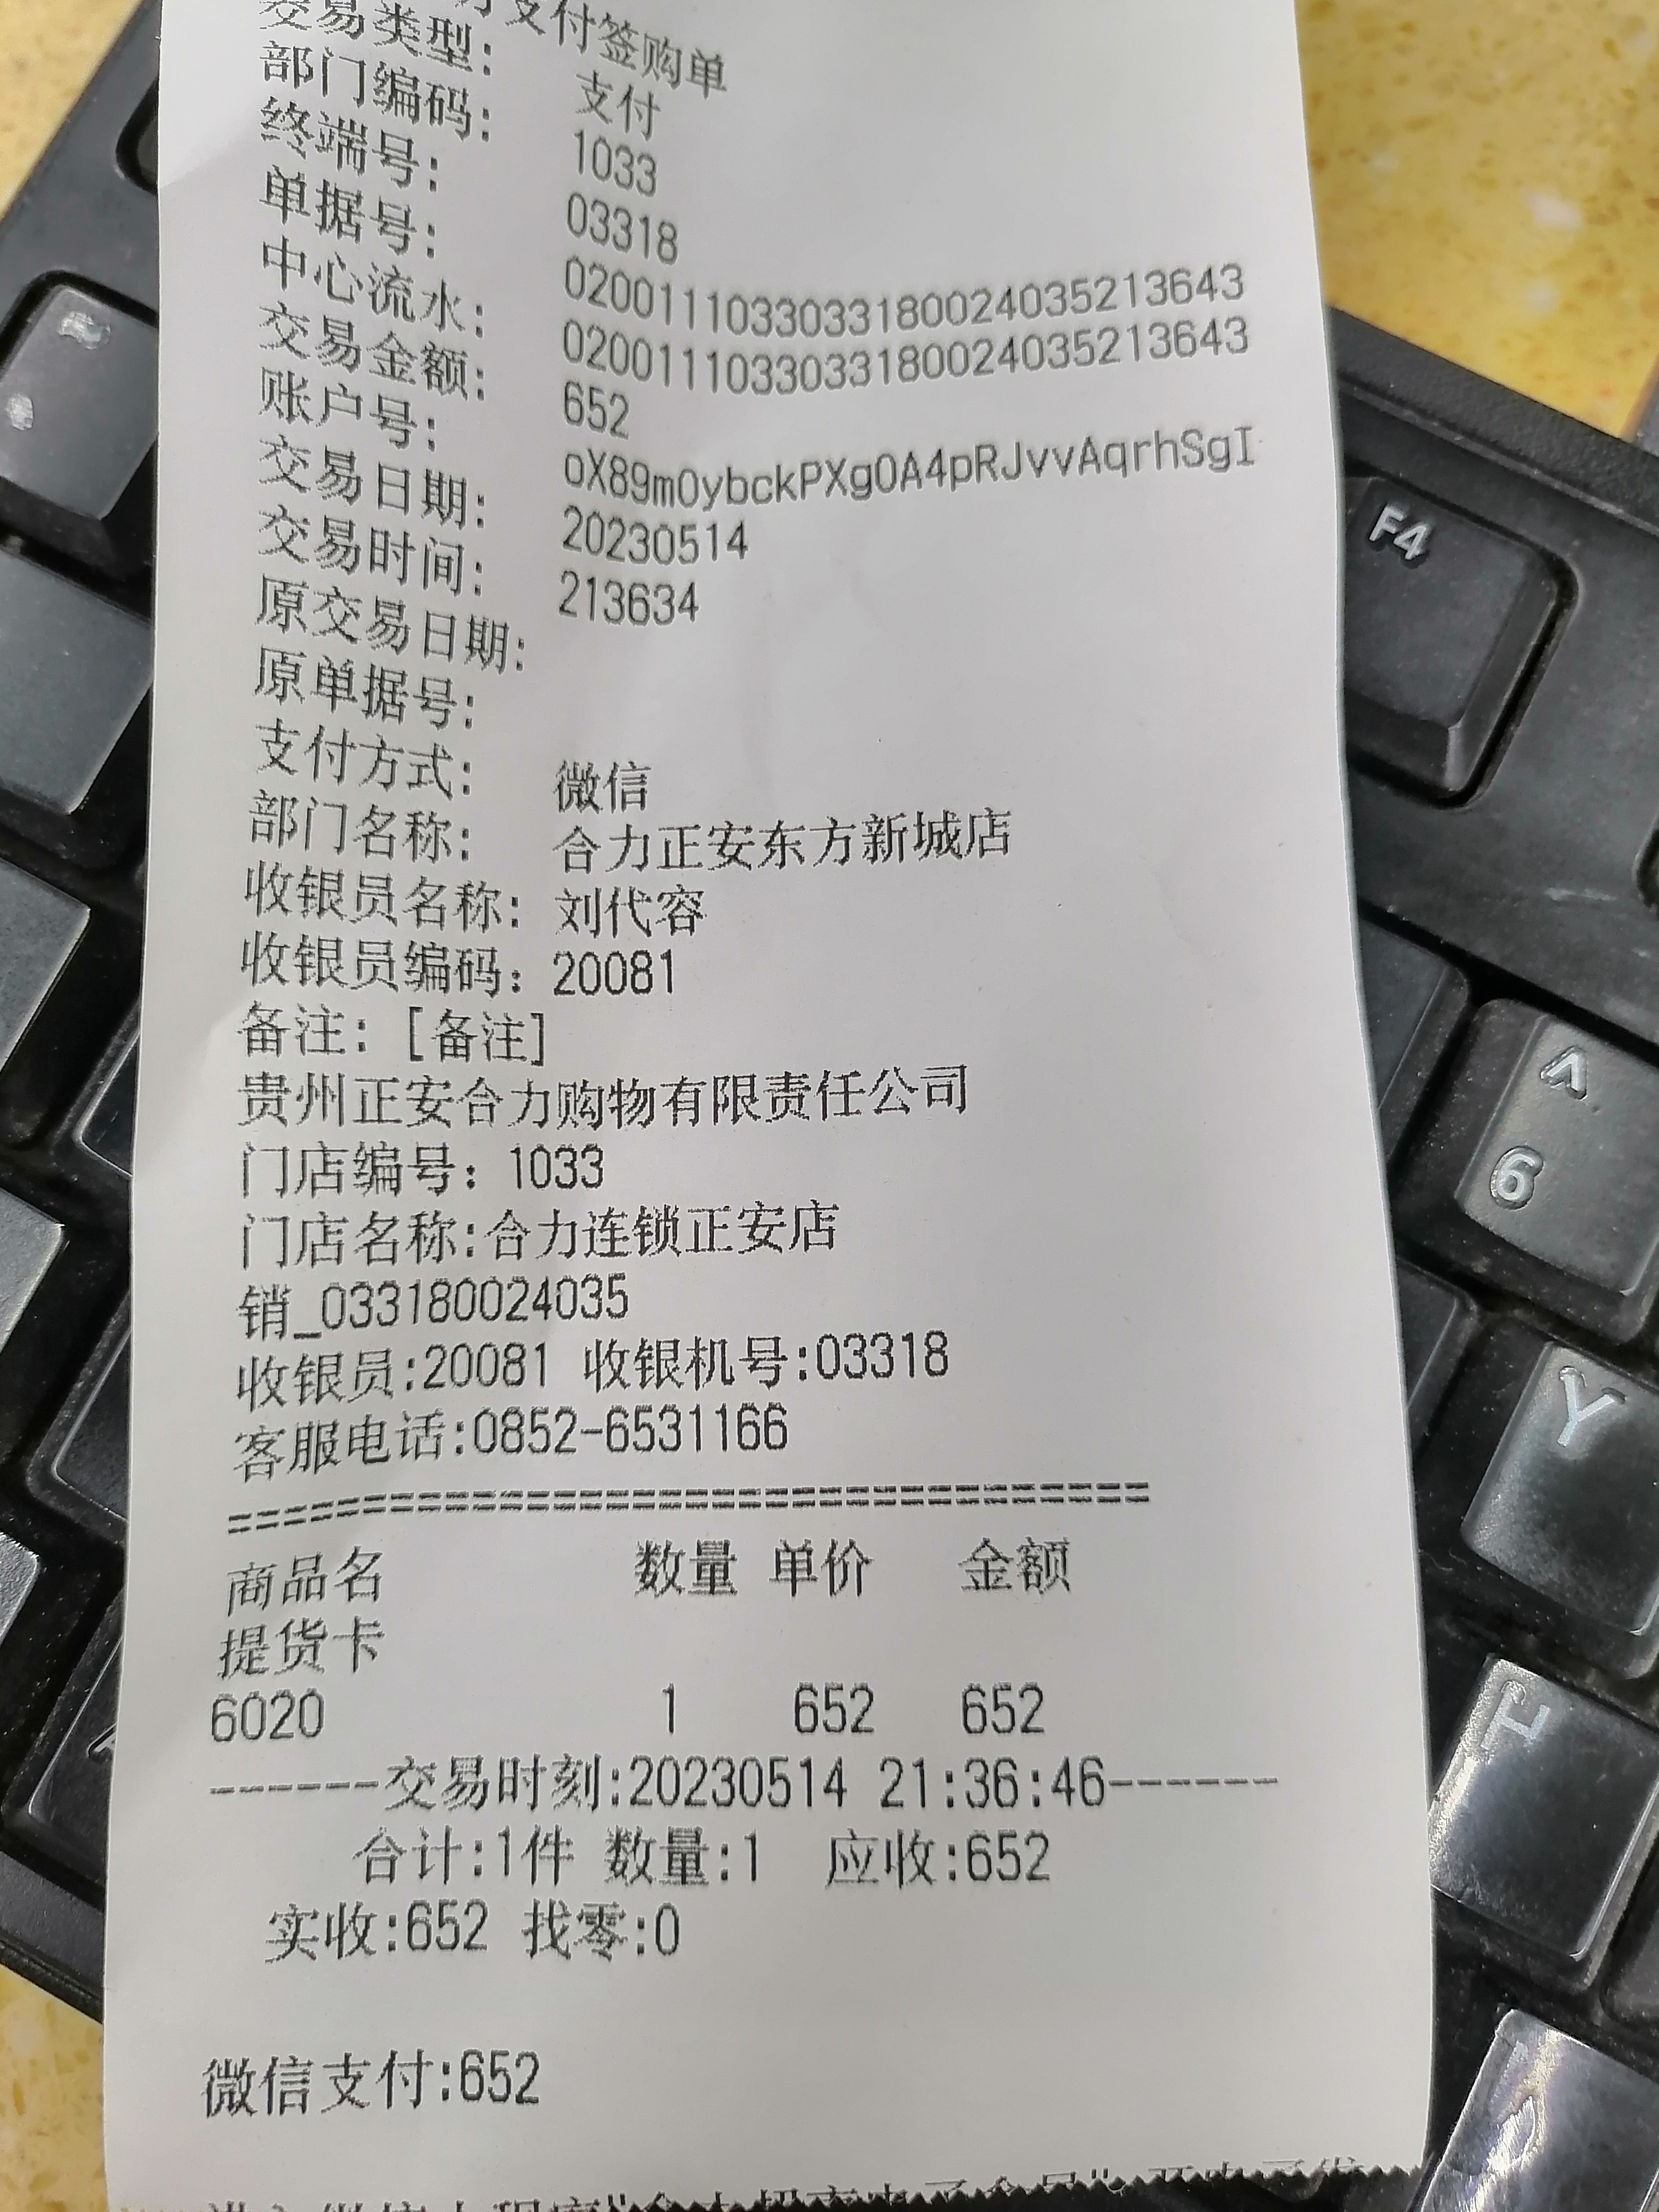 支付签购单
交易类型: 支付
部门编码: 1033
终端号: 03318
单据号: 0200111033033180024035213643
中心流水: 0200111033033180024035213643
交易金额: 652
账户号: oX89m0ybckPXg0A4pRJvvAqrhSgI
交易日期: 20230514
交易时间: 213634
原交易日期:
原单据号:
支付方式: 微信
部门名称: 合力正安东方新城店
收银员名称: 刘代容
收银员编码: 20081
备注: [备注]
贵州正安合力购物有限责任公司
门店编号: 1033
门店名称:合力连锁正安店
销_033180024035
收银员:20081 收银机号:03318
客服电话:0852-6531166
===================================
商品名 数量 单价 金额
提货卡
6020 1 652 652
------交易时刻:20230514 21:36:46------
合计:1件 数量:1 应收:652
实收:652 找零:0
微信支付:652
F4
^
6
Y
H